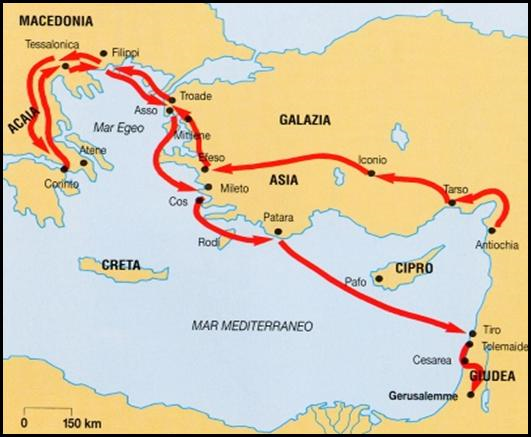 MACEDONIA
Tessalonica
Filippi
Troade
Asso
ACAIA
Mar Egeo
Mitilene
GALAZIA
Atene
Efeso
Iconio
ASIA
Tarso
Corinto
Mileto
Cos
Patara
Antiochia
Rodi
CRETA
CIPRO
Pafo
MAR MEDITERRANEO
Tiro
Tolemaide
Cesarea
GIUDEA
Gerusalemme
0 150 km